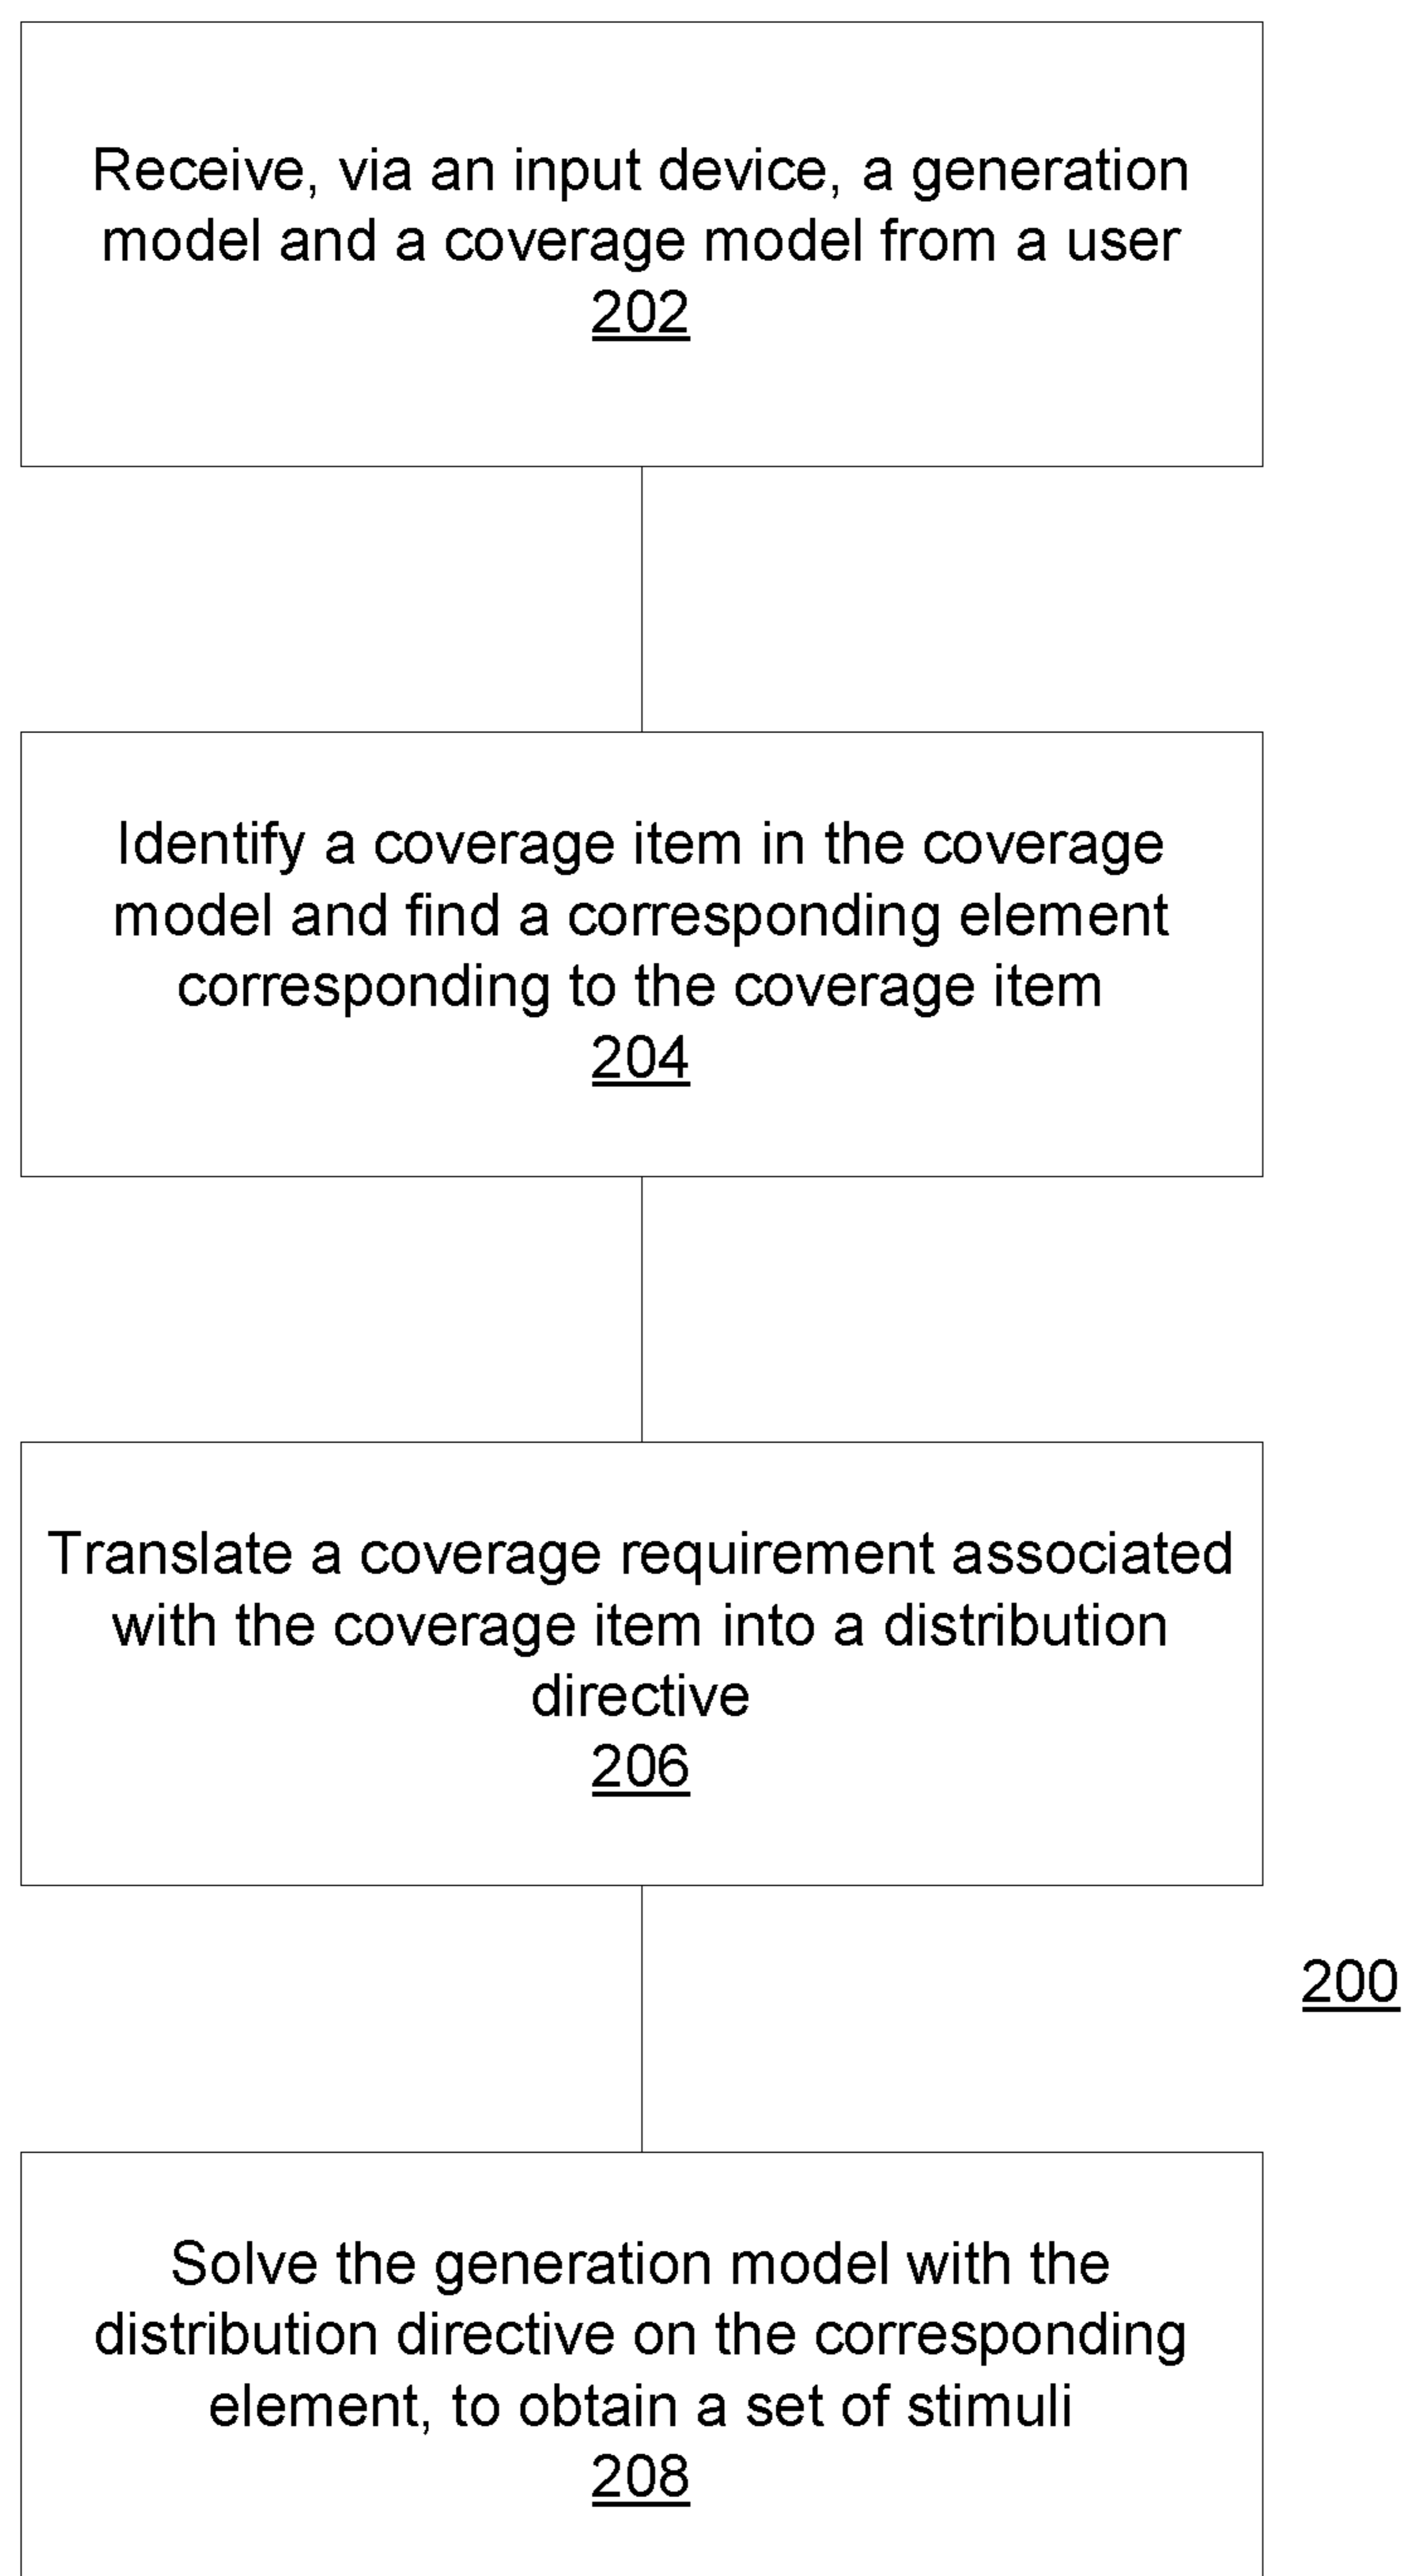 Receive, via an input device, a generation
model and a coverage model from a user
202
Identify a coverage item in the coverage
model and find a corresponding element
corresponding to the coverage item
204
Translate a coverage requirement associated
with the coverage item into a distribution
directive
206
200
Solve the generation model with the
distribution directive on the corresponding
element, to obtain a set of stimuli
208